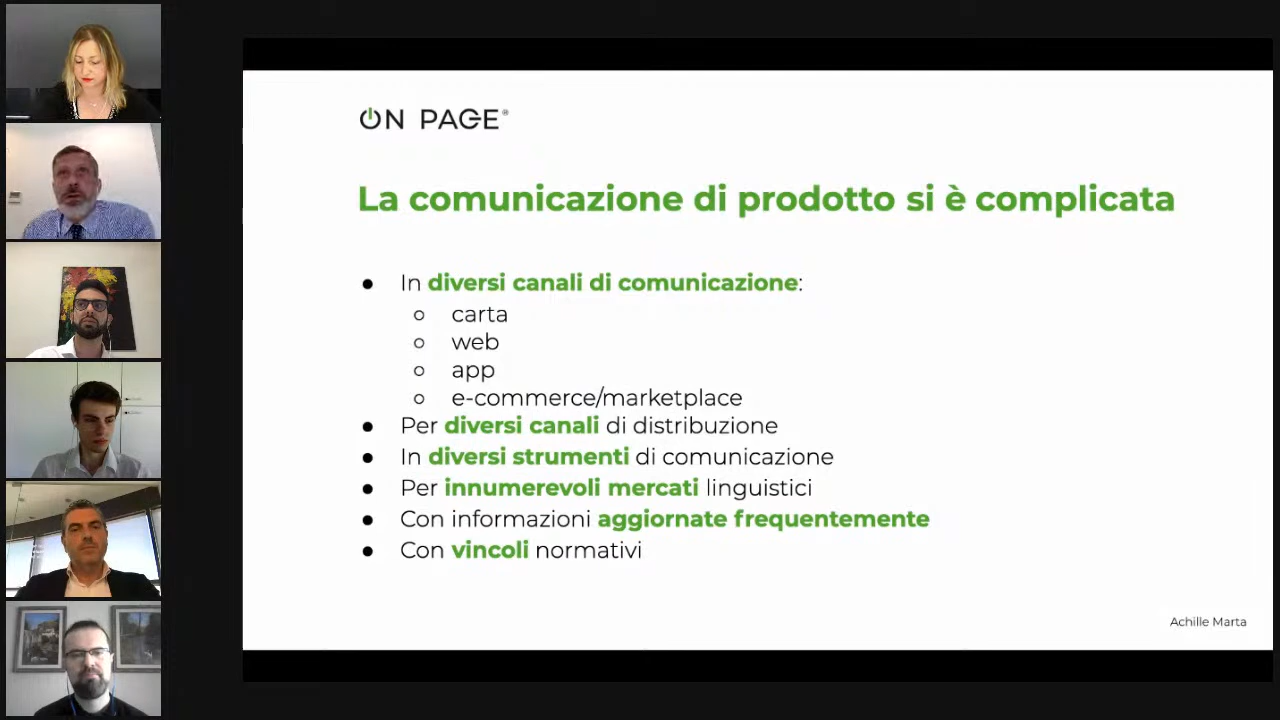 ON PAGE®
La comunicazione di prodotto si è complicata
● In diversi canali di comunicazione:
○ carta
○ web
○ app
○ e-commerce/marketplace
● Per diversi canali di distribuzione
● In diversi strumenti di comunicazione
● Per innumerevoli mercati linguistici
● Con informazioni aggiornate frequentemente
● Con vincoli normativi
Achille Marta